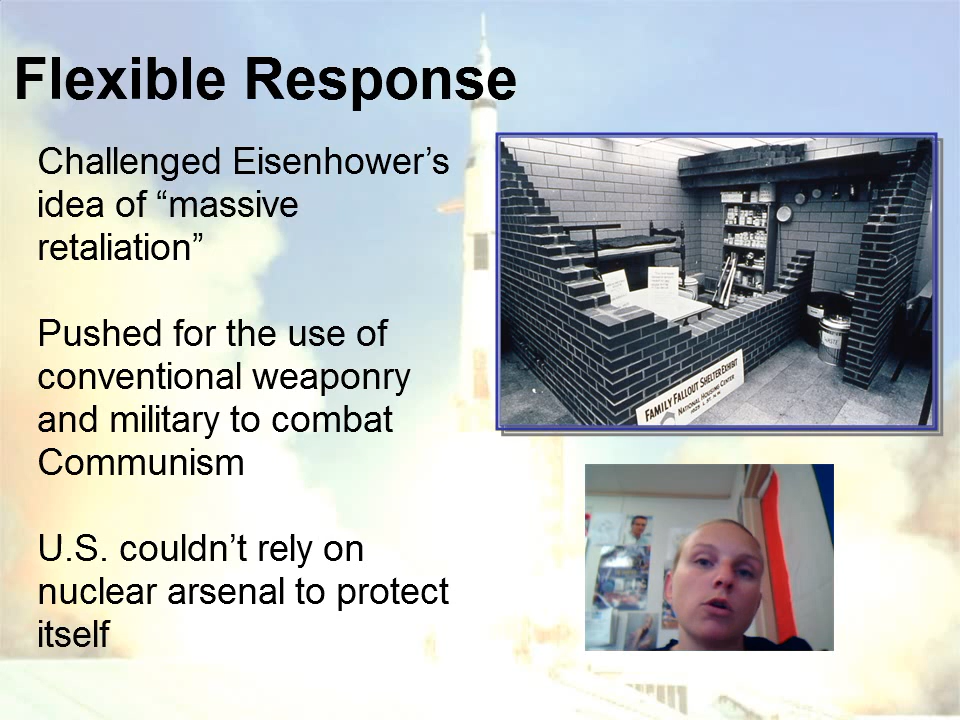 Flexible Response
Challenged Eisenhower’s
idea of “massive
retaliation”
Pushed for the use of
conventional weaponry
and military to combat
Communism
U.S. couldn’t rely on
nuclear arsenal to protect
itself
WASTE
FAMILY FALLOUT SHELTER EXHIBIT
NATIONAL HOUSING CENTER